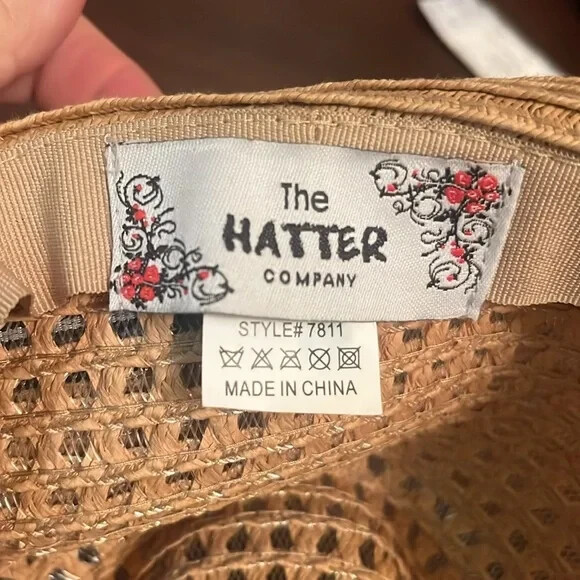 The
HATTER
COMPANY
STYLE# 7811
MADE IN CHINA